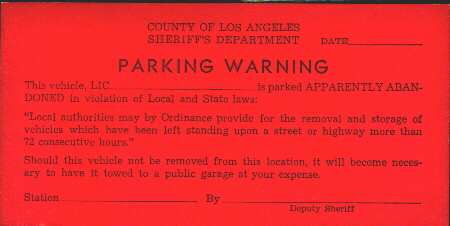 COUNTY OF LOS ANGELES
SHERIFF'S DEPARTMENT DATE
PARKING WARNING
This vehicle, LIC. is parked APPARENTLY ABAN-
DONED in violation of Local and State laws:
"Local authorities may by Ordinance provide for the removal and storage of
vehicles which have been left standing upon a street or highway more than
72 consecutive hours."
Should this vehicle not be removed from this location, it will become neces-
sary to have it towed to a public garage at your expense.
Station By
Deputy Sheriff